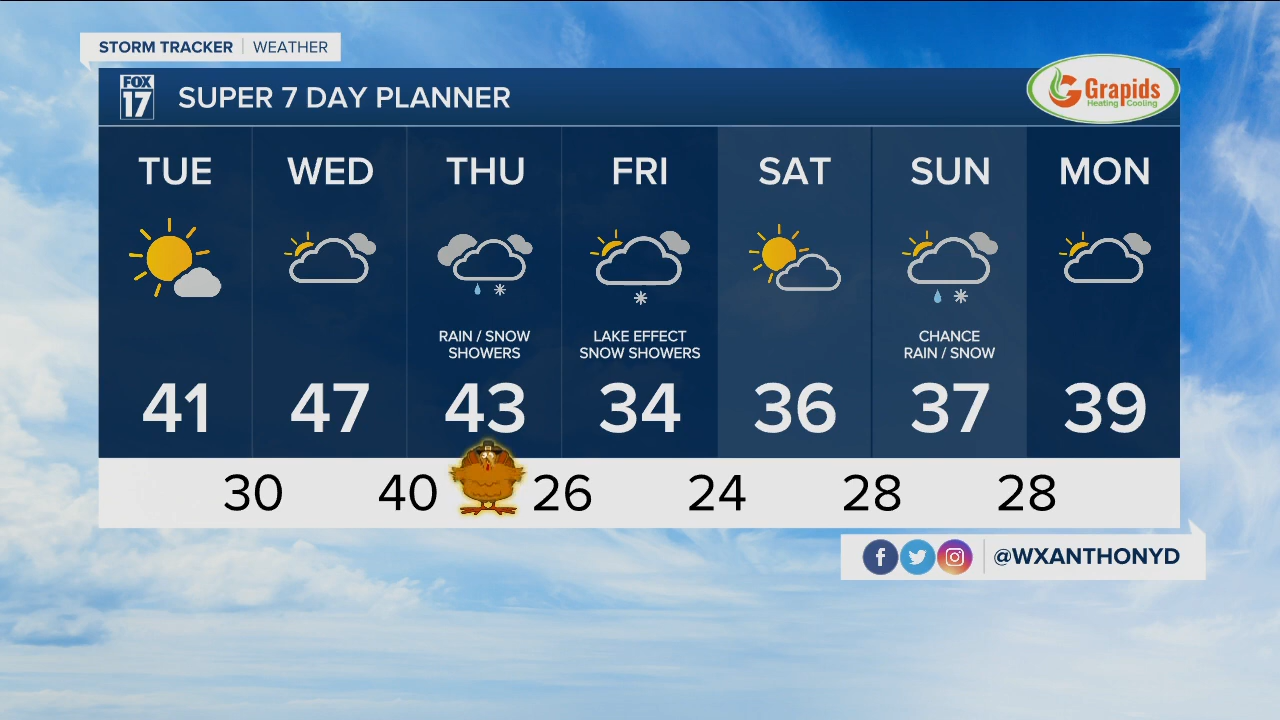 STORM TRACKER | WEATHER
FOX
17
SUPER 7 DAY PLANNER
Grapids
Heating Cooling
TUE WED THU FRI SAT SUN MON
RAIN / SNOW
SHOWERS
LAKE EFFECT
SNOW SHOWERS
CHANCE
RAIN / SNOW
41 47 43 34 36 37 39
30 40 26 24 28 28
@WXANTHONYD